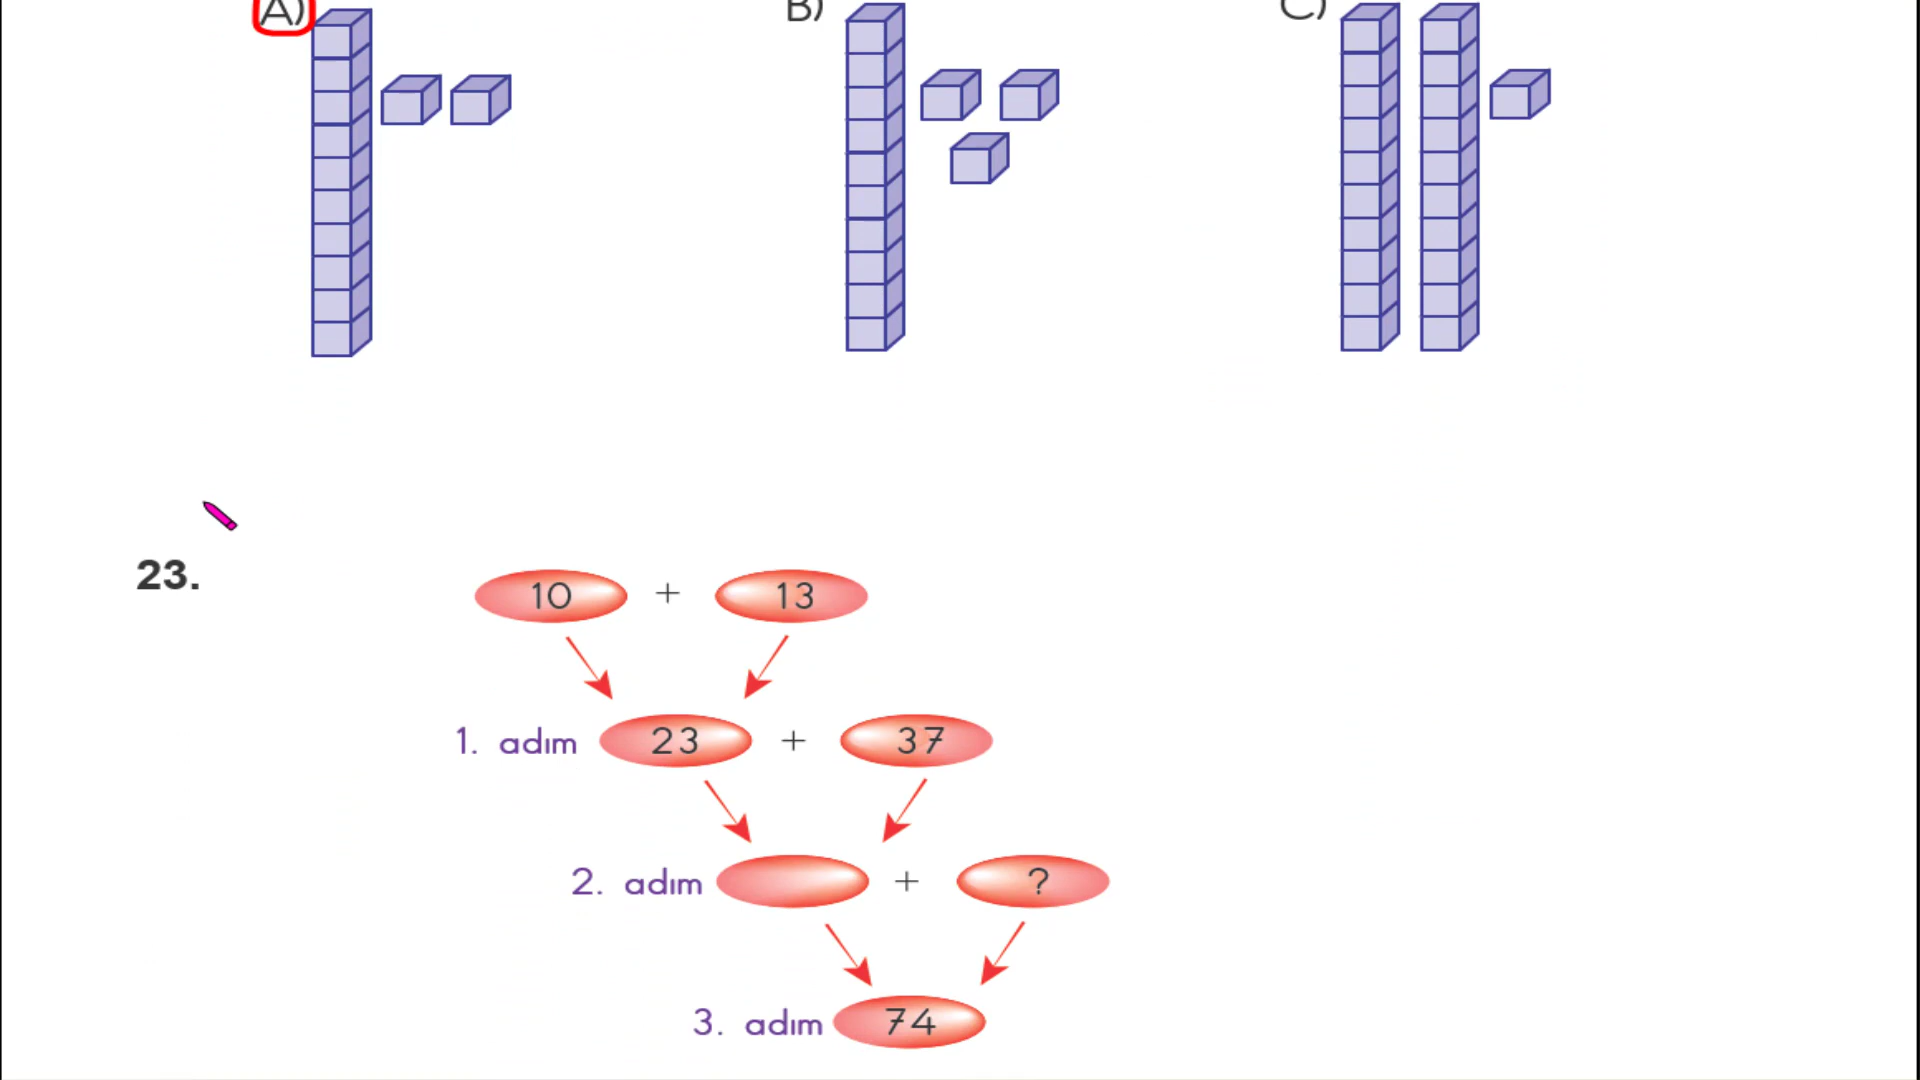 A) B) C)
23.
10 + 13
1. adım 23 + 37
2. adım + ?
3. adım 74